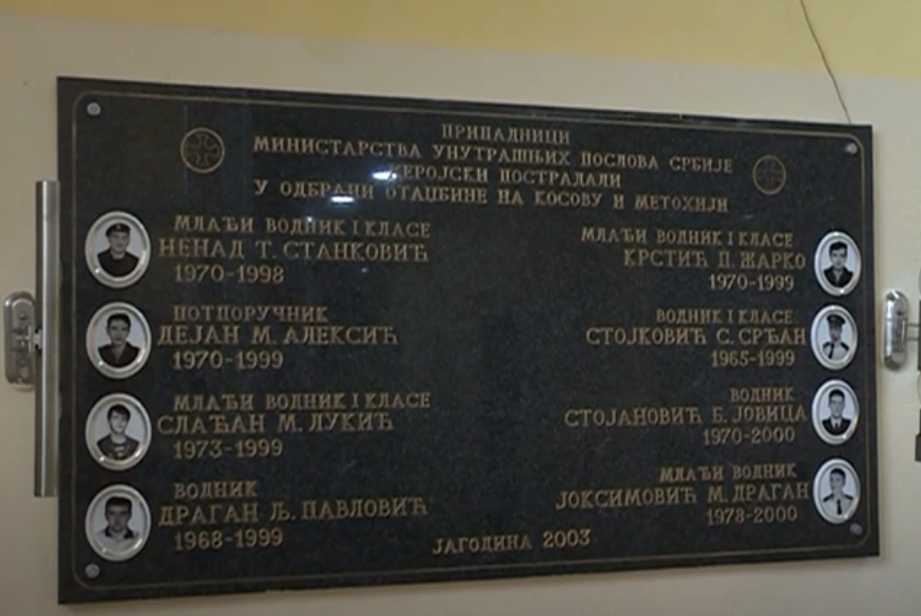 ПРИПАДНИЦИ
МИНИСТАРСТВА УНУТРАШЊИХ ПОСЛОВА СРБИЈЕ
ХЕРОЈСКИ ПОСТРАДАЛИ
У ОДБРАНИ ОТАЏБИНЕ НА КОСОВУ И МЕТОХИЈИ
МЛАЂИ ВОДНИК I КЛАСЕ
НЕНАД Т. СТАНКОВИЋ
1970-1998
ПОТПОРУЧНИК
ДЕЈАН М. АЛЕКСИЋ
1970-1999
МЛАЂИ ВОДНИК I КЛАСЕ
СЛАЂАН М. ЛУКИЋ
1973-1999
ВОДНИК
ДРАГАН Љ. ПАВЛОВИЋ
1968-1999
МЛАЂИ ВОДНИК I КЛАСЕ
КРСТИЋ П. ЖАРКО
1970-1999
ВОДНИК I КЛАСЕ
СТОЈКОВИЋ С. СРЂАН
1965-1999
ВОДНИК
СТОЈАНОВИЋ Б. ЈОВИЦА
1970-2000
МЛАЂИ ВОДНИК
ЈОКСИМОВИЋ М. ДРАГАН
1978-2000
ЈАГОДИНА 2003